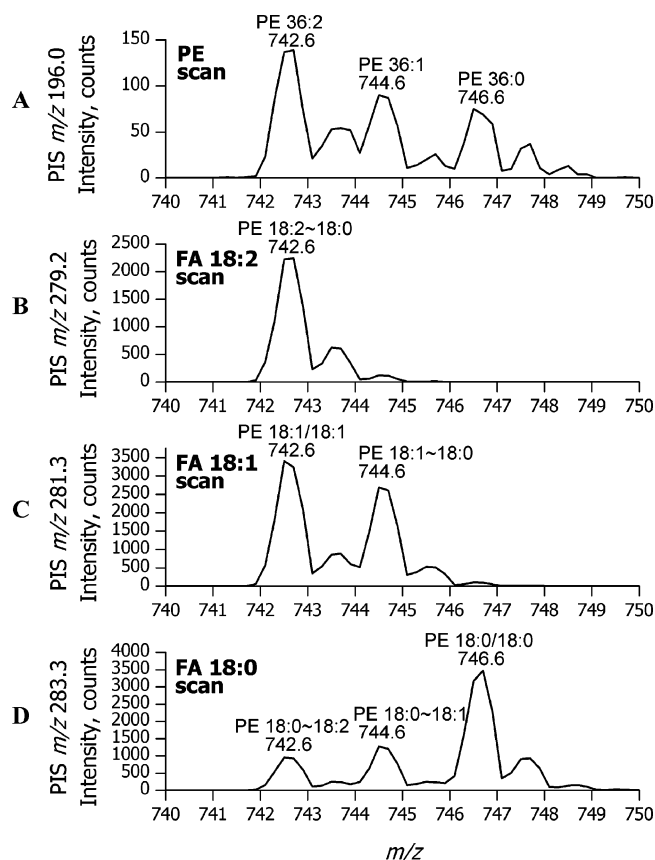 PE 36:2
742.6
PE 36:1
744.6
PE 36:0
746.6
PE
scan
A
PIS m/z 196.0
Intensity, counts
150
100
50
0
740 741 742 743 744 745 746 747 748 749 750
PE 18:2~18:0
742.6
FA 18:2
scan
B
PIS m/z 279.2
Intensity, counts
2500
2000
1500
1000
500
0
740 741 742 743 744 745 746 747 748 749 750
PE 18:1/18:1
742.6
PE 18:1~18:0
744.6
FA 18:1
scan
C
PIS m/z 281.3
Intensity, counts
3500
3000
2500
2000
1500
1000
500
0
740 741 742 743 744 745 746 747 748 749 750
PE 18:0/18:0
746.6
FA 18:0
scan
PE 18:0~18:2
742.6
PE 18:0~18:1
744.6
D
PIS m/z 283.3
Intensity, counts
4000
3500
3000
2500
2000
1500
1000
500
0
740 741 742 743 744 745 746 747 748 749 750
m/z